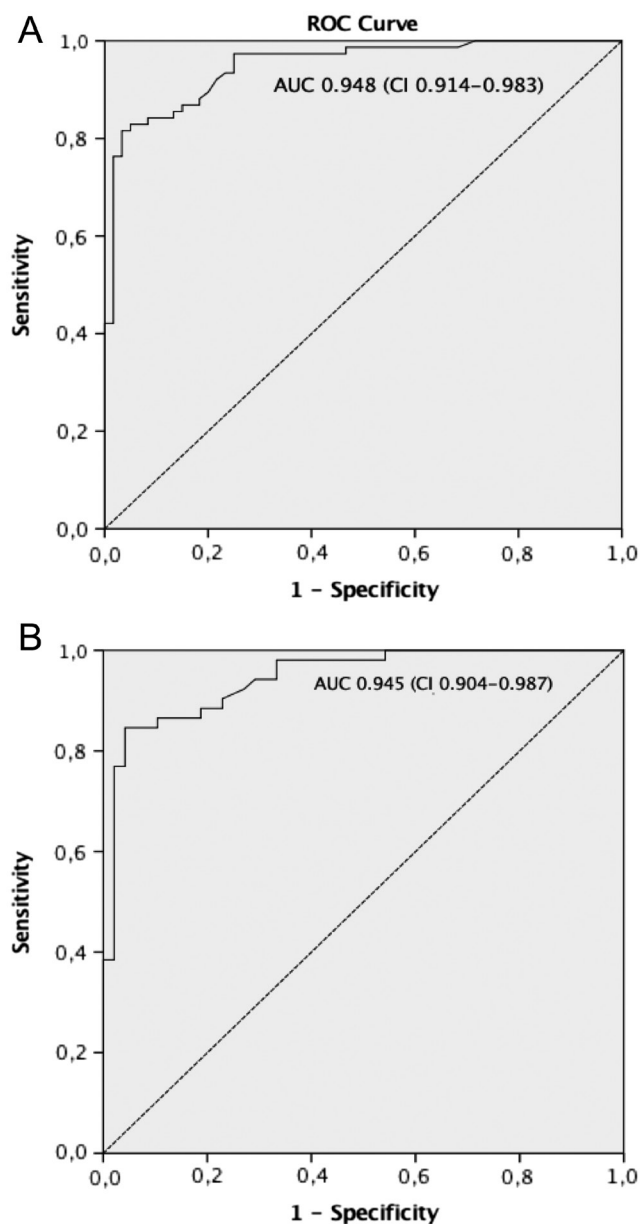 A
ROC Curve
1,0
AUC 0.948 (CI 0.914–0.983)
0,8
0,6
Sensitivity
0,4
0,2
0,0
0,0 0,2 0,4 0,6 0,8 1,0
1 – Specificity
B
1,0
AUC 0.945 (CI 0.904–0.987)
0,8
0,6
Sensitivity
0,4
0,2
0,0
0,0 0,2 0,4 0,6 0,8 1,0
1 – Specificity